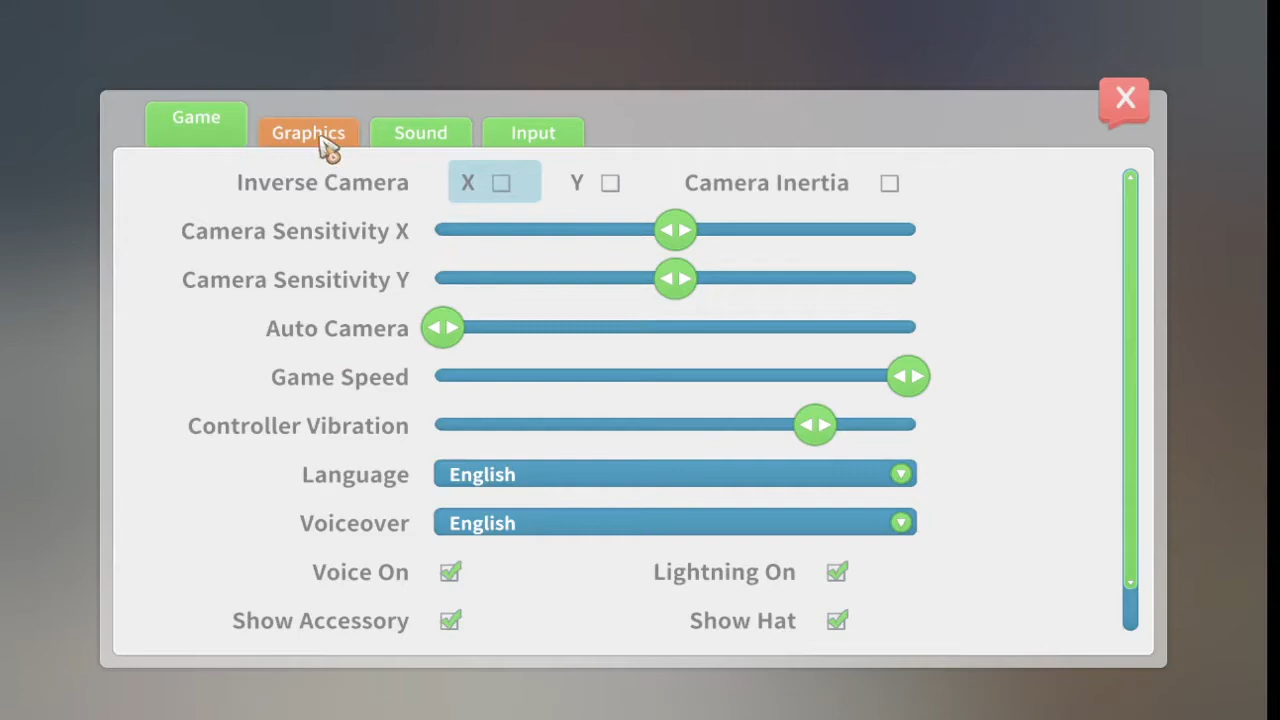 X
Game
Graphics
Sound
Input
Inverse Camera X Y Camera Inertia
Camera Sensitivity X
Camera Sensitivity Y
Auto Camera
Game Speed
Controller Vibration
Language English
Voiceover English
Voice On Lightning On
Show Accessory Show Hat